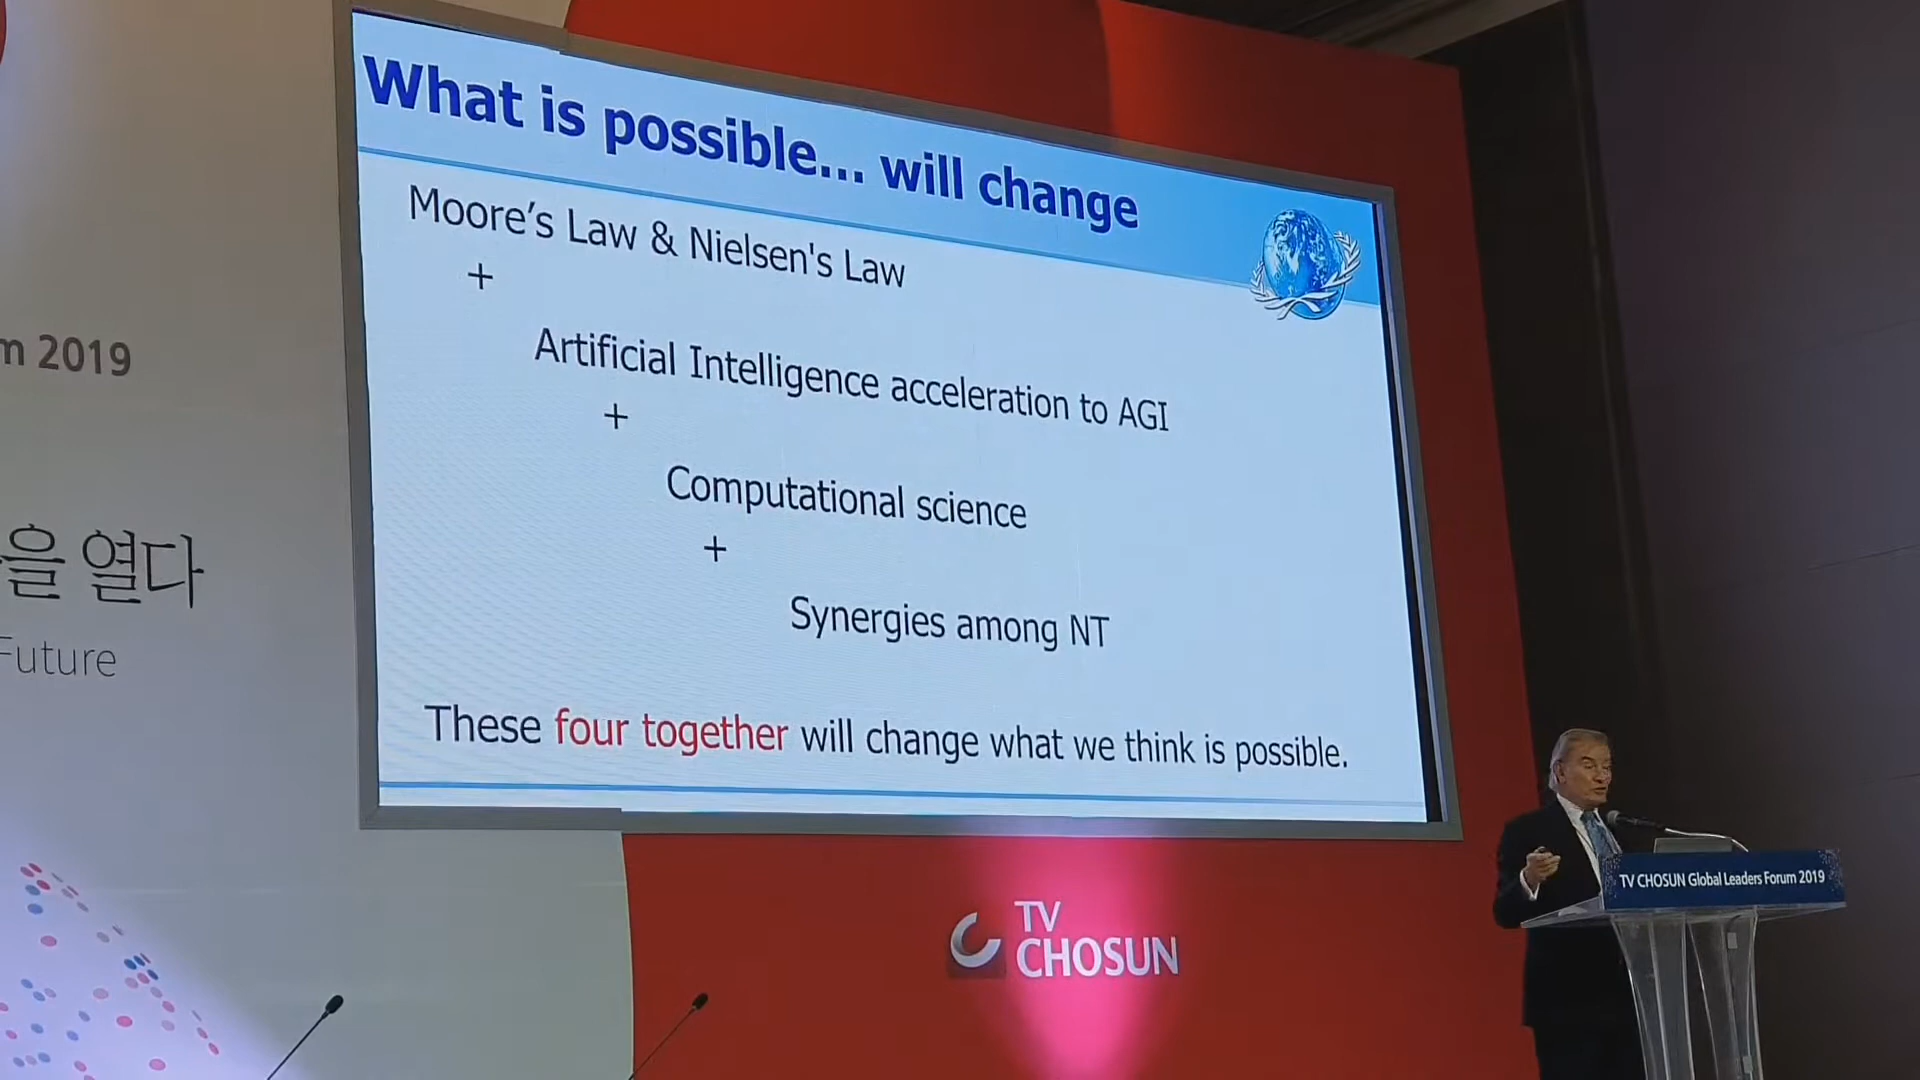 What is possible... will change
Moore's Law & Nielsen's Law
+
Artificial Intelligence acceleration to AGI
+
Computational science
+
Synergies among NT
These four together will change what we think is possible.
2019
을 열다
Future
TV
CHOSUN
TV CHOSUN Global Leaders Forum 2019